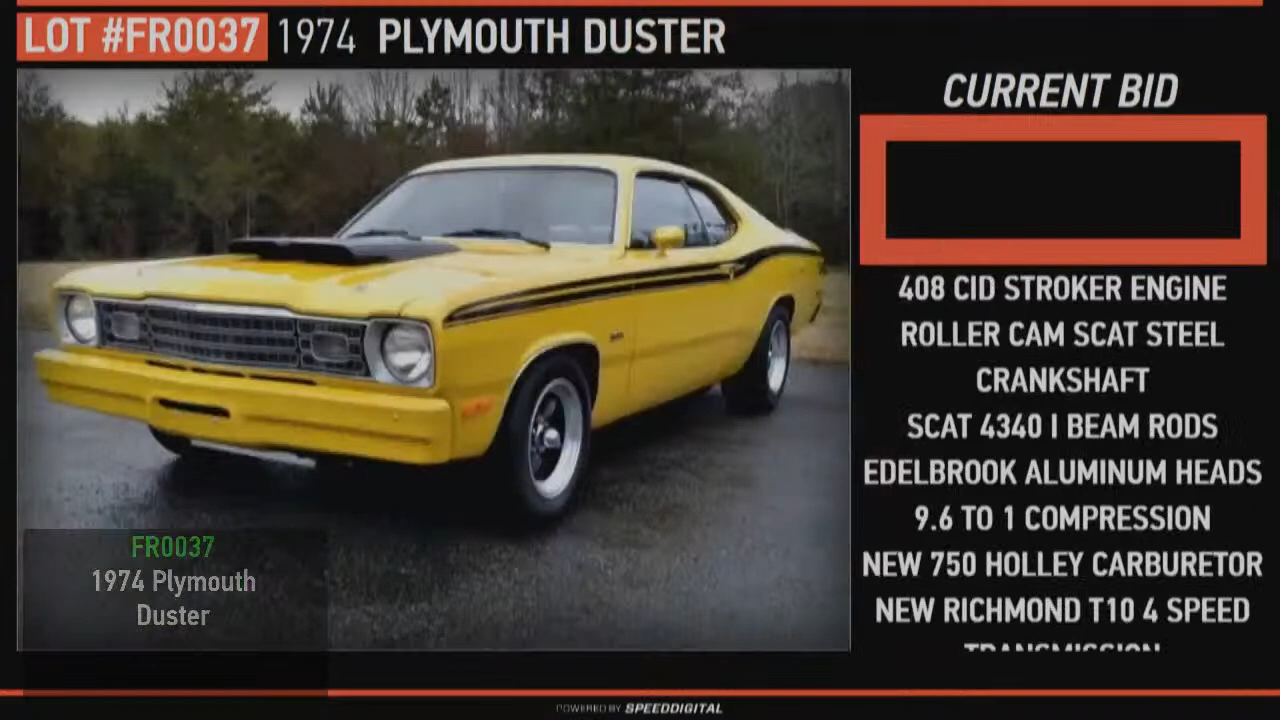 LOT #FR0037 1974 PLYMOUTH DUSTER
CURRENT BID
408 CID STROKER ENGINE
ROLLER CAM SCAT STEEL
CRANKSHAFT
SCAT 4340 I BEAM RODS
EDELBROOK ALUMINUM HEADS
9.6 TO 1 COMPRESSION
NEW 750 HOLLEY CARBURETOR
NEW RICHMOND T10 4 SPEED
TRANSMISSION
FR0037
1974 Plymouth
Duster
POWERED BY SPEEDDIGITAL